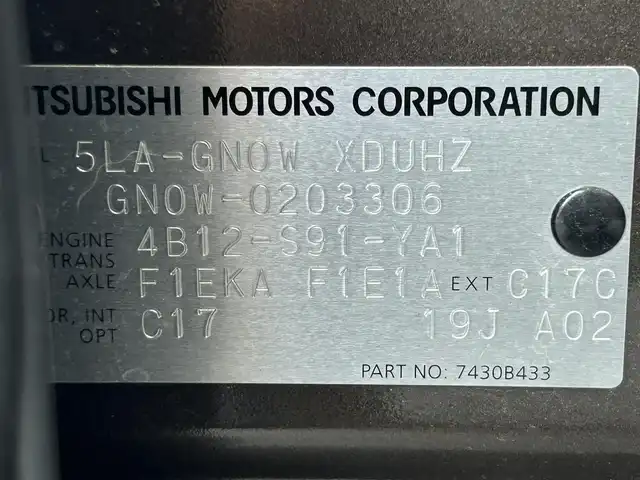 TSUBISHI MOTORS CORPORATION
L 5LA-GN0W XDUHZ
GN0W-0203306
ENGINE 4B12-S91-YA1
TRANS
AXLE F1EKA F1E1A EXT C17C
OR, INT C17 19J A02
OPT
PART NO: 7430B433